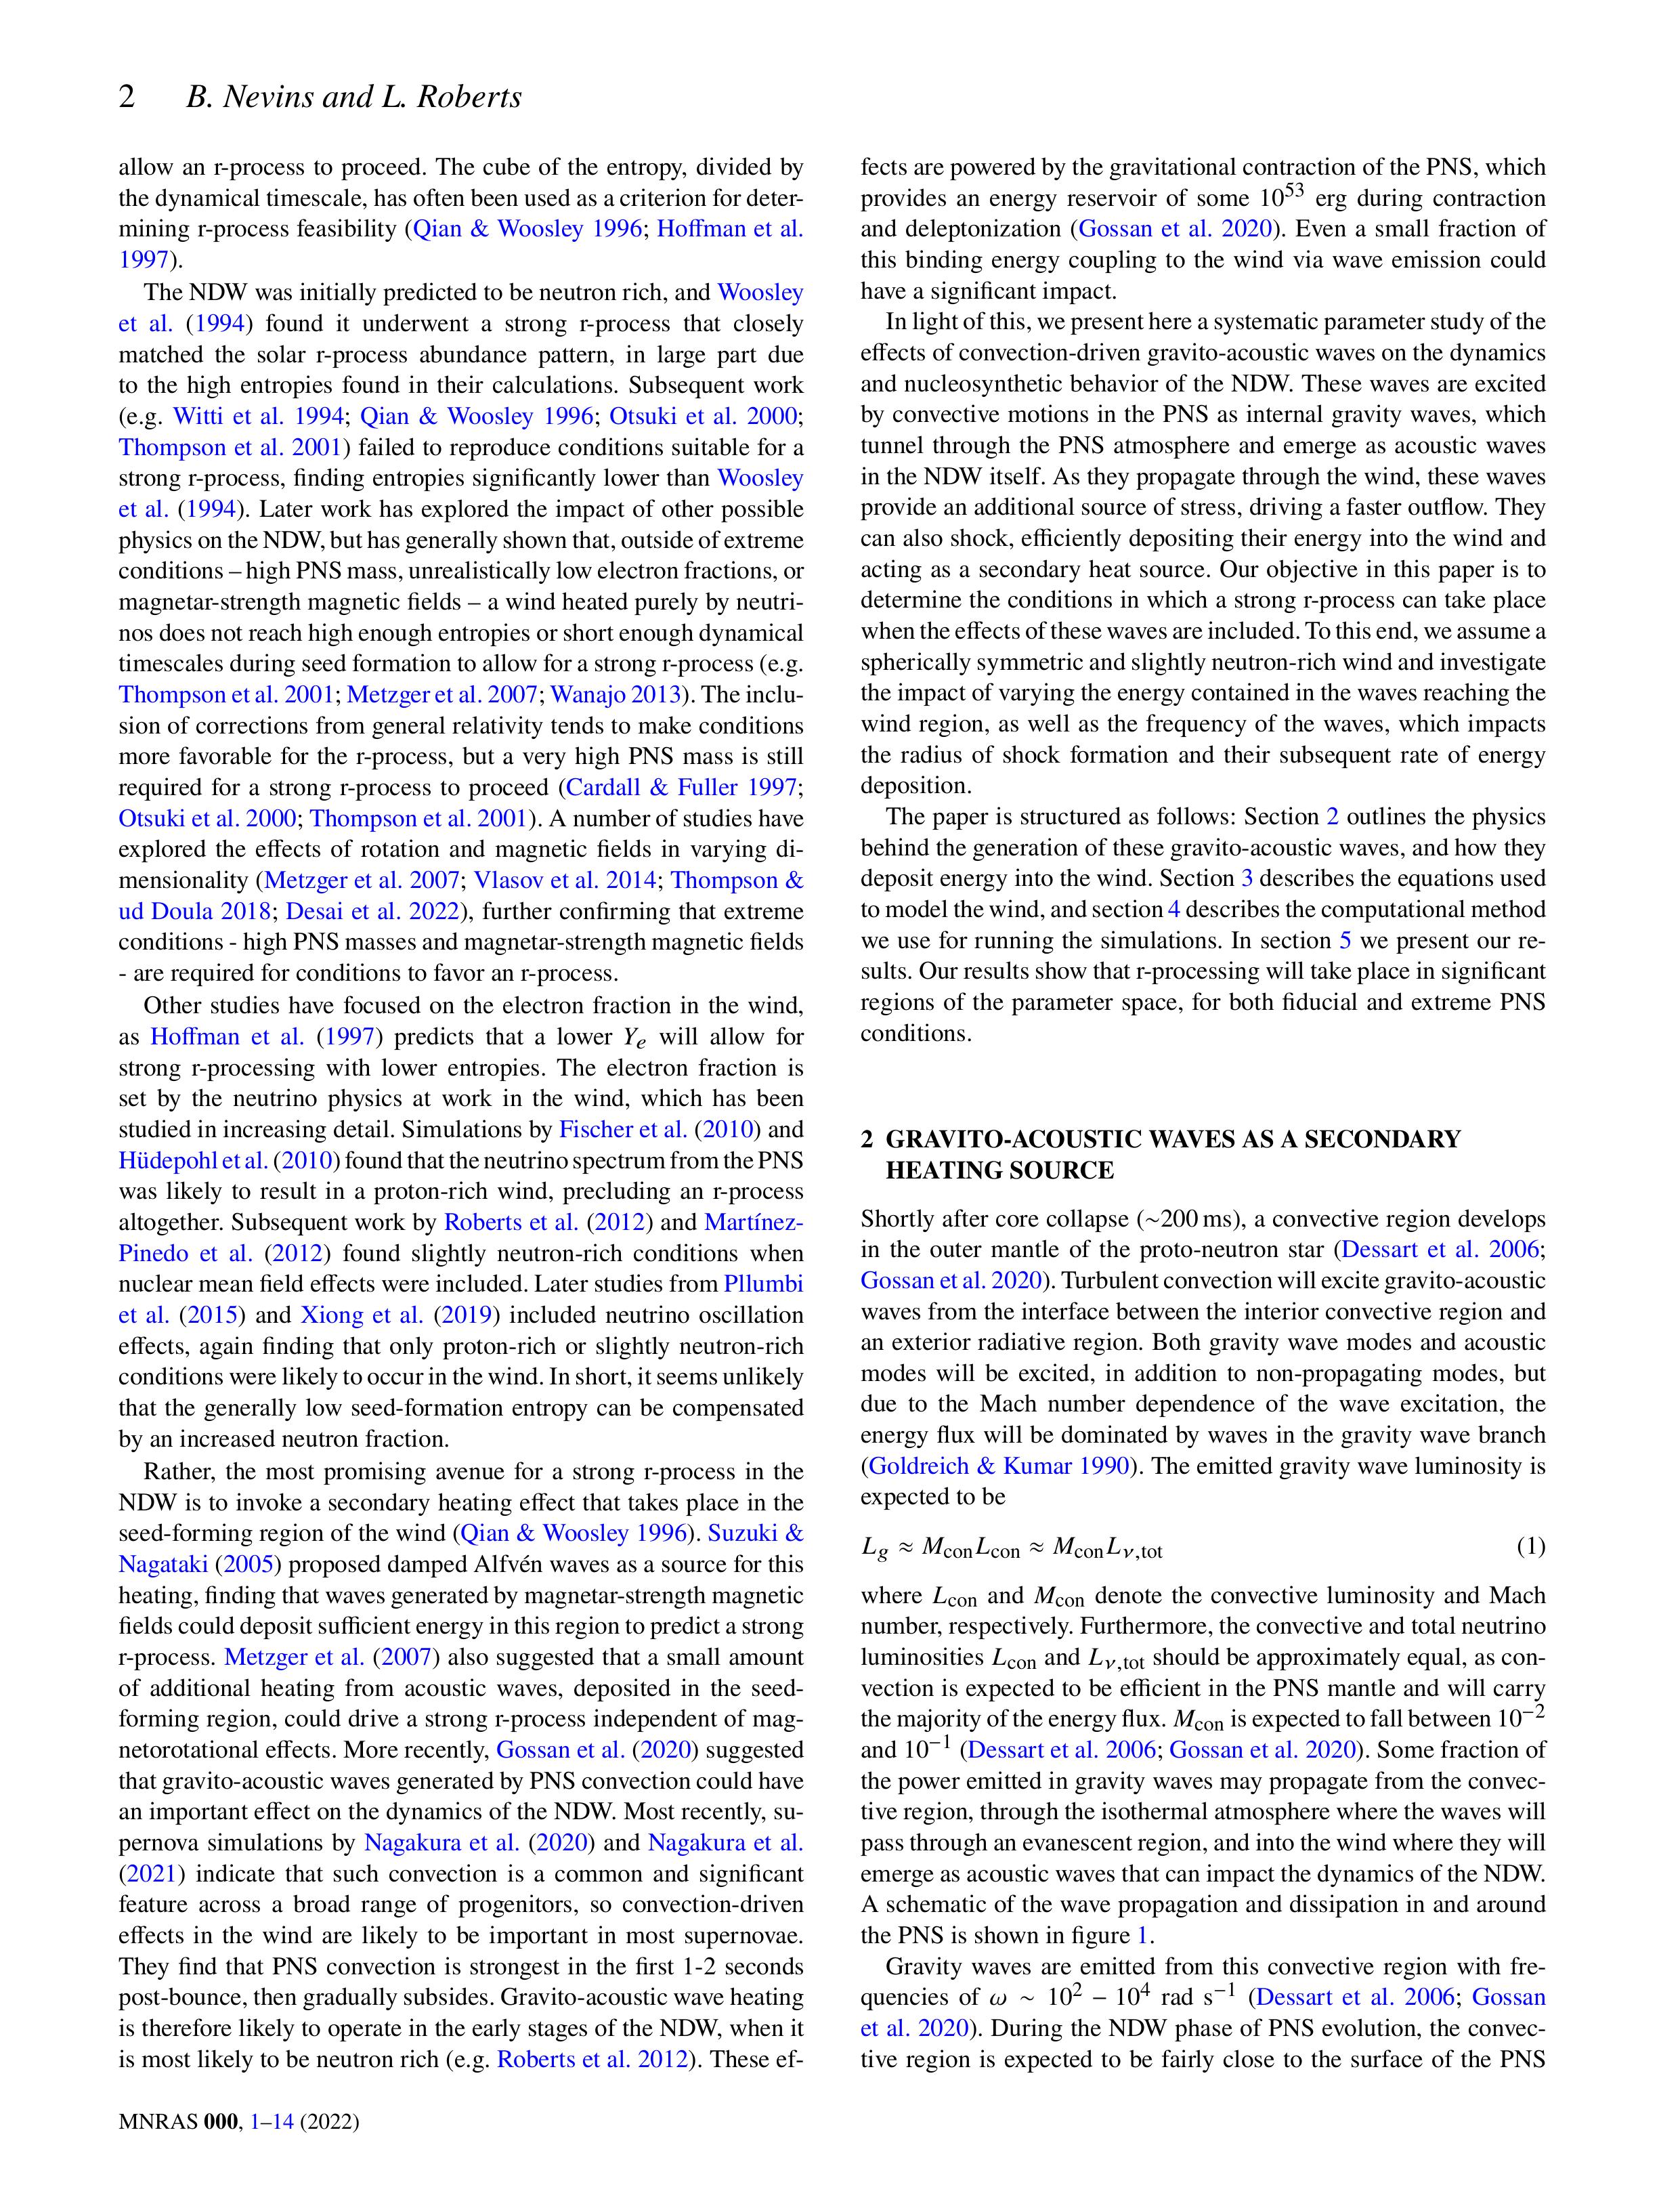 2 B. Nevins and L. Roberts
allow an r-process to proceed. The cube of the entropy, divided by
the dynamical timescale, has often been used as a criterion for deter-
mining r-process feasibility (Qian & Woosley 1996; Hoffman et al.
1997).
The NDW was initially predicted to be neutron rich, and Woosley
et al. (1994) found it underwent a strong r-process that closely
matched the solar r-process abundance pattern, in large part due
to the high entropies found in their calculations. Subsequent work
(e.g. Witti et al. 1994; Qian & Woosley 1996; Otsuki et al. 2000;
Thompson et al. 2001) failed to reproduce conditions suitable for a
strong r-process, finding entropies significantly lower than Woosley
et al. (1994). Later work has explored the impact of other possible
physics on the NDW, but has generally shown that, outside of extreme
conditions – high PNS mass, unrealistically low electron fractions, or
magnetar-strength magnetic fields – a wind heated purely by neutri-
nos does not reach high enough entropies or short enough dynamical
timescales during seed formation to allow for a strong r-process (e.g.
Thompson et al. 2001; Metzger et al. 2007; Wanajo 2013). The inclu-
sion of corrections from general relativity tends to make conditions
more favorable for the r-process, but a very high PNS mass is still
required for a strong r-process to proceed (Cardall & Fuller 1997;
Otsuki et al. 2000; Thompson et al. 2001). A number of studies have
explored the effects of rotation and magnetic fields in varying di-
mensionality (Metzger et al. 2007; Vlasov et al. 2014; Thompson &
ud Doula 2018; Desai et al. 2022), further confirming that extreme
conditions - high PNS masses and magnetar-strength magnetic fields
- are required for conditions to favor an r-process.
Other studies have focused on the electron fraction in the wind,
as Hoffman et al. (1997) predicts that a lower Yₑ will allow for
strong r-processing with lower entropies. The electron fraction is
set by the neutrino physics at work in the wind, which has been
studied in increasing detail. Simulations by Fischer et al. (2010) and
Hüdepohl et al. (2010) found that the neutrino spectrum from the PNS
was likely to result in a proton-rich wind, precluding an r-process
altogether. Subsequent work by Roberts et al. (2012) and Martínez-
Pinedo et al. (2012) found slightly neutron-rich conditions when
nuclear mean field effects were included. Later studies from Pllumbi
et al. (2015) and Xiong et al. (2019) included neutrino oscillation
effects, again finding that only proton-rich or slightly neutron-rich
conditions were likely to occur in the wind. In short, it seems unlikely
that the generally low seed-formation entropy can be compensated
by an increased neutron fraction.
Rather, the most promising avenue for a strong r-process in the
NDW is to invoke a secondary heating effect that takes place in the
seed-forming region of the wind (Qian & Woosley 1996). Suzuki &
Nagataki (2005) proposed damped Alfvén waves as a source for this
heating, finding that waves generated by magnetar-strength magnetic
fields could deposit sufficient energy in this region to predict a strong
r-process. Metzger et al. (2007) also suggested that a small amount
of additional heating from acoustic waves, deposited in the seed-
forming region, could drive a strong r-process independent of mag-
netorotational effects. More recently, Gossan et al. (2020) suggested
that gravito-acoustic waves generated by PNS convection could have
an important effect on the dynamics of the NDW. Most recently, su-
pernova simulations by Nagakura et al. (2020) and Nagakura et al.
(2021) indicate that such convection is a common and significant
feature across a broad range of progenitors, so convection-driven
effects in the wind are likely to be important in most supernovae.
They find that PNS convection is strongest in the first 1-2 seconds
post-bounce, then gradually subsides. Gravito-acoustic wave heating
is therefore likely to operate in the early stages of the NDW, when it
is most likely to be neutron rich (e.g. Roberts et al. 2012). These ef-
fects are powered by the gravitational contraction of the PNS, which
provides an energy reservoir of some 10⁵³ erg during contraction
and deleptonization (Gossan et al. 2020). Even a small fraction of
this binding energy coupling to the wind via wave emission could
have a significant impact.
In light of this, we present here a systematic parameter study of the
effects of convection-driven gravito-acoustic waves on the dynamics
and nucleosynthetic behavior of the NDW. These waves are excited
by convective motions in the PNS as internal gravity waves, which
tunnel through the PNS atmosphere and emerge as acoustic waves
in the NDW itself. As they propagate through the wind, these waves
provide an additional source of stress, driving a faster outflow. They
can also shock, efficiently depositing their energy into the wind and
acting as a secondary heat source. Our objective in this paper is to
determine the conditions in which a strong r-process can take place
when the effects of these waves are included. To this end, we assume a
spherically symmetric and slightly neutron-rich wind and investigate
the impact of varying the energy contained in the waves reaching the
wind region, as well as the frequency of the waves, which impacts
the radius of shock formation and their subsequent rate of energy
deposition.
The paper is structured as follows: Section 2 outlines the physics
behind the generation of these gravito-acoustic waves, and how they
deposit energy into the wind. Section 3 describes the equations used
to model the wind, and section 4 describes the computational method
we use for running the simulations. In section 5 we present our re-
sults. Our results show that r-processing will take place in significant
regions of the parameter space, for both fiducial and extreme PNS
conditions.
2 GRAVITO-ACOUSTIC WAVES AS A SECONDARY
HEATING SOURCE
Shortly after core collapse (∼200 ms), a convective region develops
in the outer mantle of the proto-neutron star (Dessart et al. 2006;
Gossan et al. 2020). Turbulent convection will excite gravito-acoustic
waves from the interface between the interior convective region and
an exterior radiative region. Both gravity wave modes and acoustic
modes will be excited, in addition to non-propagating modes, but
due to the Mach number dependence of the wave excitation, the
energy flux will be dominated by waves in the gravity wave branch
(Goldreich & Kumar 1990). The emitted gravity wave luminosity is
expected to be
L_g ≈ M_con L_con ≈ M_con L_ν,tot (1)
where L_con and M_con denote the convective luminosity and Mach
number, respectively. Furthermore, the convective and total neutrino
luminosities L_con and L_ν,tot should be approximately equal, as con-
vection is expected to be efficient in the PNS mantle and will carry
the majority of the energy flux. M_con is expected to fall between 10⁻²
and 10⁻¹ (Dessart et al. 2006; Gossan et al. 2020). Some fraction of
the power emitted in gravity waves may propagate from the convec-
tive region, through the isothermal atmosphere where the waves will
pass through an evanescent region, and into the wind where they will
emerge as acoustic waves that can impact the dynamics of the NDW.
A schematic of the wave propagation and dissipation in and around
the PNS is shown in figure 1.
Gravity waves are emitted from this convective region with fre-
quencies of ω ∼ 10² − 10⁴ rad s⁻¹ (Dessart et al. 2006; Gossan
et al. 2020). During the NDW phase of PNS evolution, the convec-
tive region is expected to be fairly close to the surface of the PNS
MNRAS 000, 1–14 (2022)